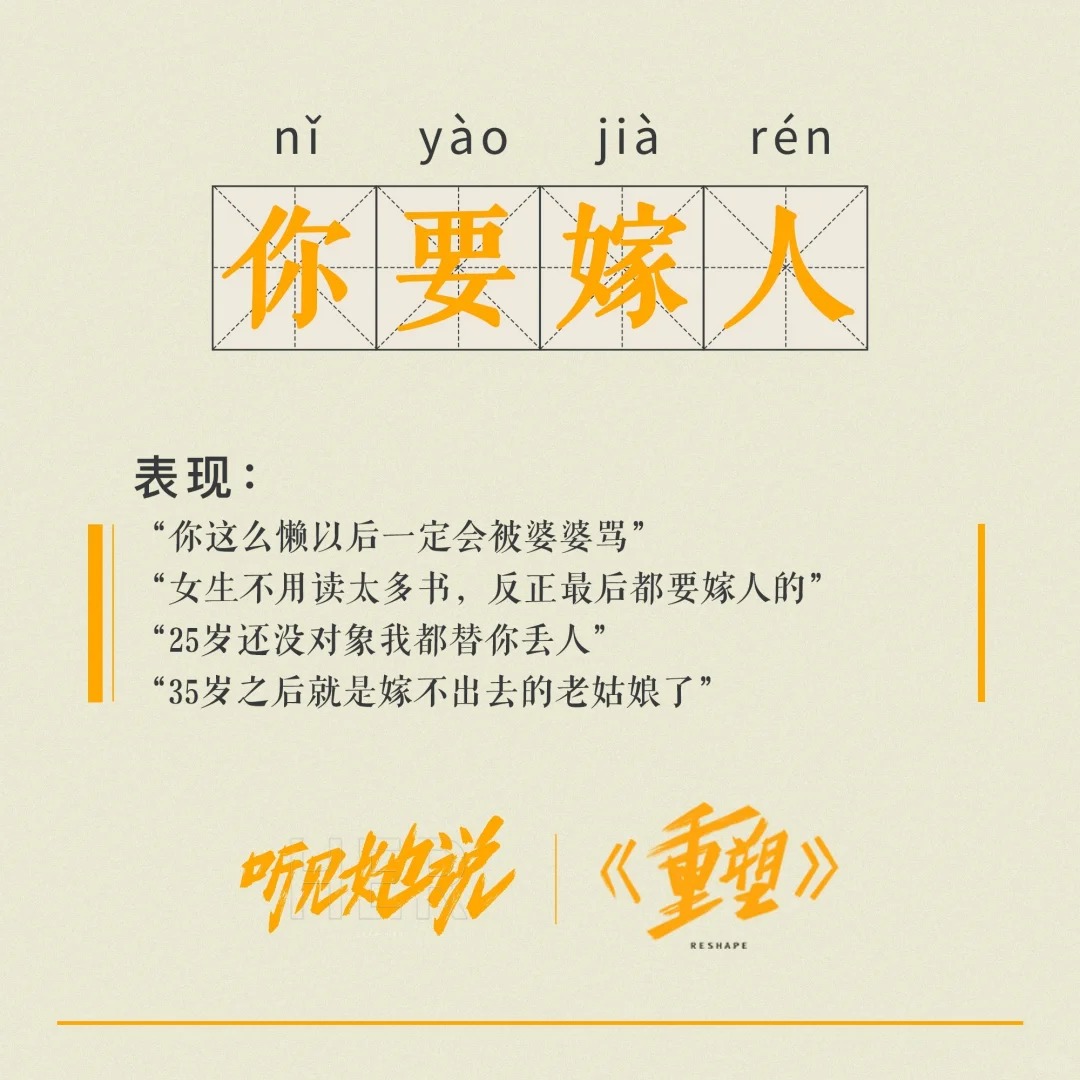 nǐ yào jià rén
你要嫁人
表现：
“你这么懒以后一定会被婆婆骂”
“女生不用读太多书，反正最后都要嫁人的”
“25岁还没对象我都替你丢人”
“35岁之后就是嫁不出去的老姑娘了”
听见她说
HER
《重塑》
RESHAPE